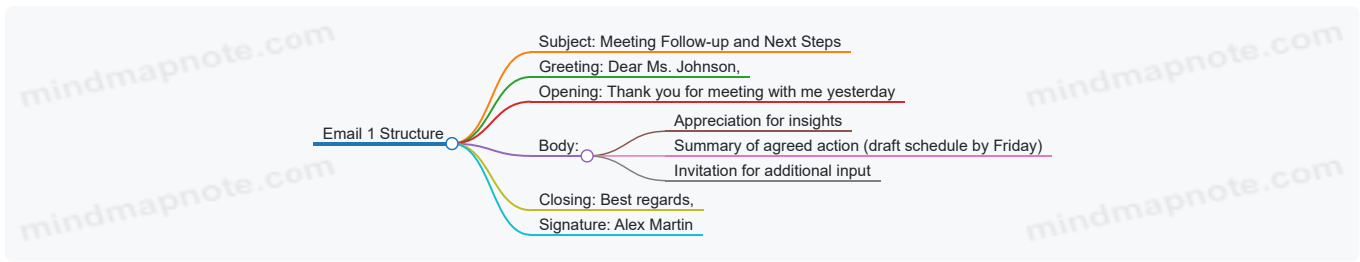 mindmapnote.com
mindmapnote.com
Subject: Meeting Follow-up and Next Steps
Greeting: Dear Ms. Johnson,
Opening: Thank you for meeting with me yesterday
Email 1 Structure
Body:
Appreciation for insights
Summary of agreed action (draft schedule by Friday)
Invitation for additional input
Closing: Best regards,
Signature: Alex Martin
mindmapnote.com
mindmapnote.com